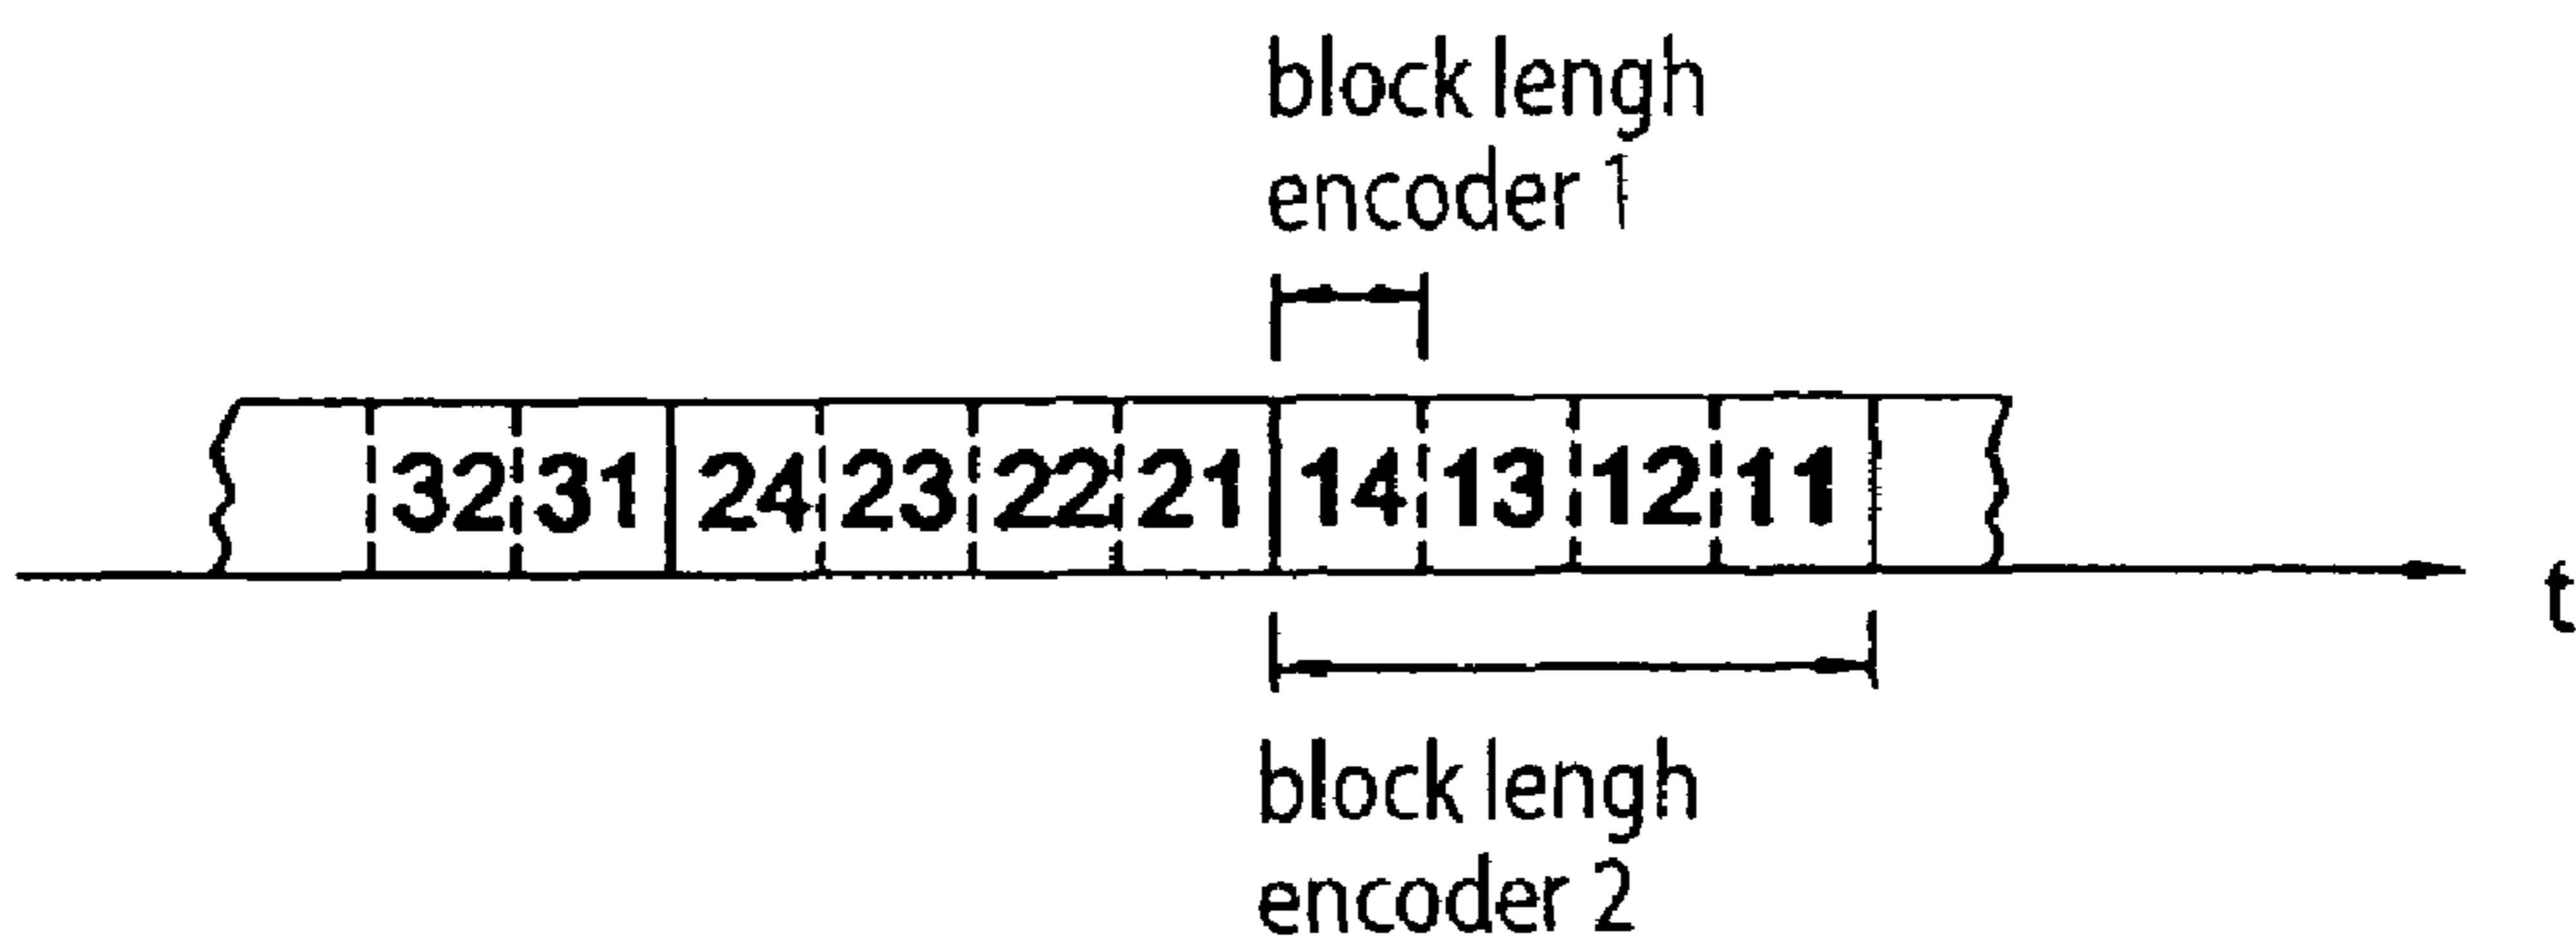 block lengh
encoder 1
32 31 24 23 22 21 14 13 12 11
t
block lengh
encoder 2